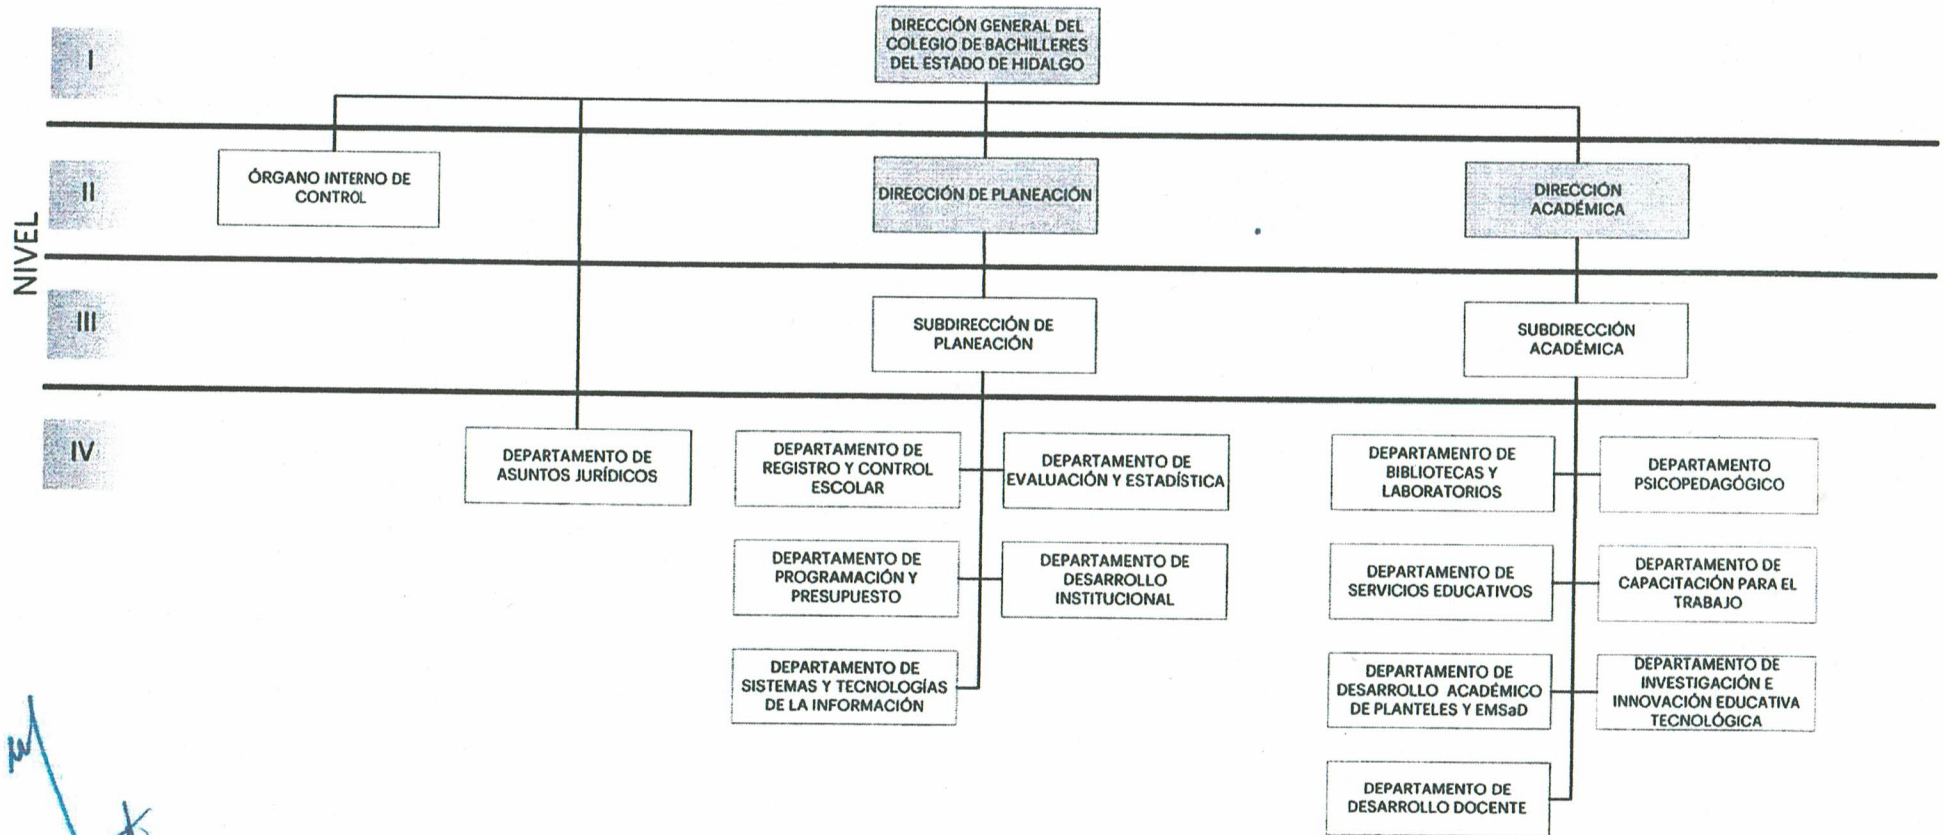 DIRECCIÓN GENERAL DEL
COLEGIO DE BACHILLERES
DEL ESTADO DE HIDALGO
I
NIVEL
II
ÓRGANO INTERNO DE
CONTROL
DIRECCIÓN DE PLANEACIÓN
DIRECCIÓN
ACADÉMICA
III
SUBDIRECCIÓN DE
PLANEACIÓN
SUBDIRECCIÓN
ACADÉMICA
IV
DEPARTAMENTO DE
ASUNTOS JURÍDICOS
DEPARTAMENTO DE
REGISTRO Y CONTROL
ESCOLAR
DEPARTAMENTO DE
EVALUACIÓN Y ESTADÍSTICA
DEPARTAMENTO DE
BIBLIOTECAS Y
LABORATORIOS
DEPARTAMENTO
PSICOPEDAGÓGICO
DEPARTAMENTO DE
PROGRAMACIÓN Y
PRESUPUESTO
DEPARTAMENTO DE
DESARROLLO
INSTITUCIONAL
DEPARTAMENTO DE
SERVICIOS EDUCATIVOS
DEPARTAMENTO DE
CAPACITACIÓN PARA EL
TRABAJO
DEPARTAMENTO DE
SISTEMAS Y TECNOLOGÍAS
DE LA INFORMACIÓN
DEPARTAMENTO DE
DESARROLLO ACADÉMICO
DE PLANTELES Y EMSaD
DEPARTAMENTO DE
INVESTIGACIÓN E
INNOVACIÓN EDUCATIVA
TECNOLÓGICA
DEPARTAMENTO DE
DESARROLLO DOCENTE